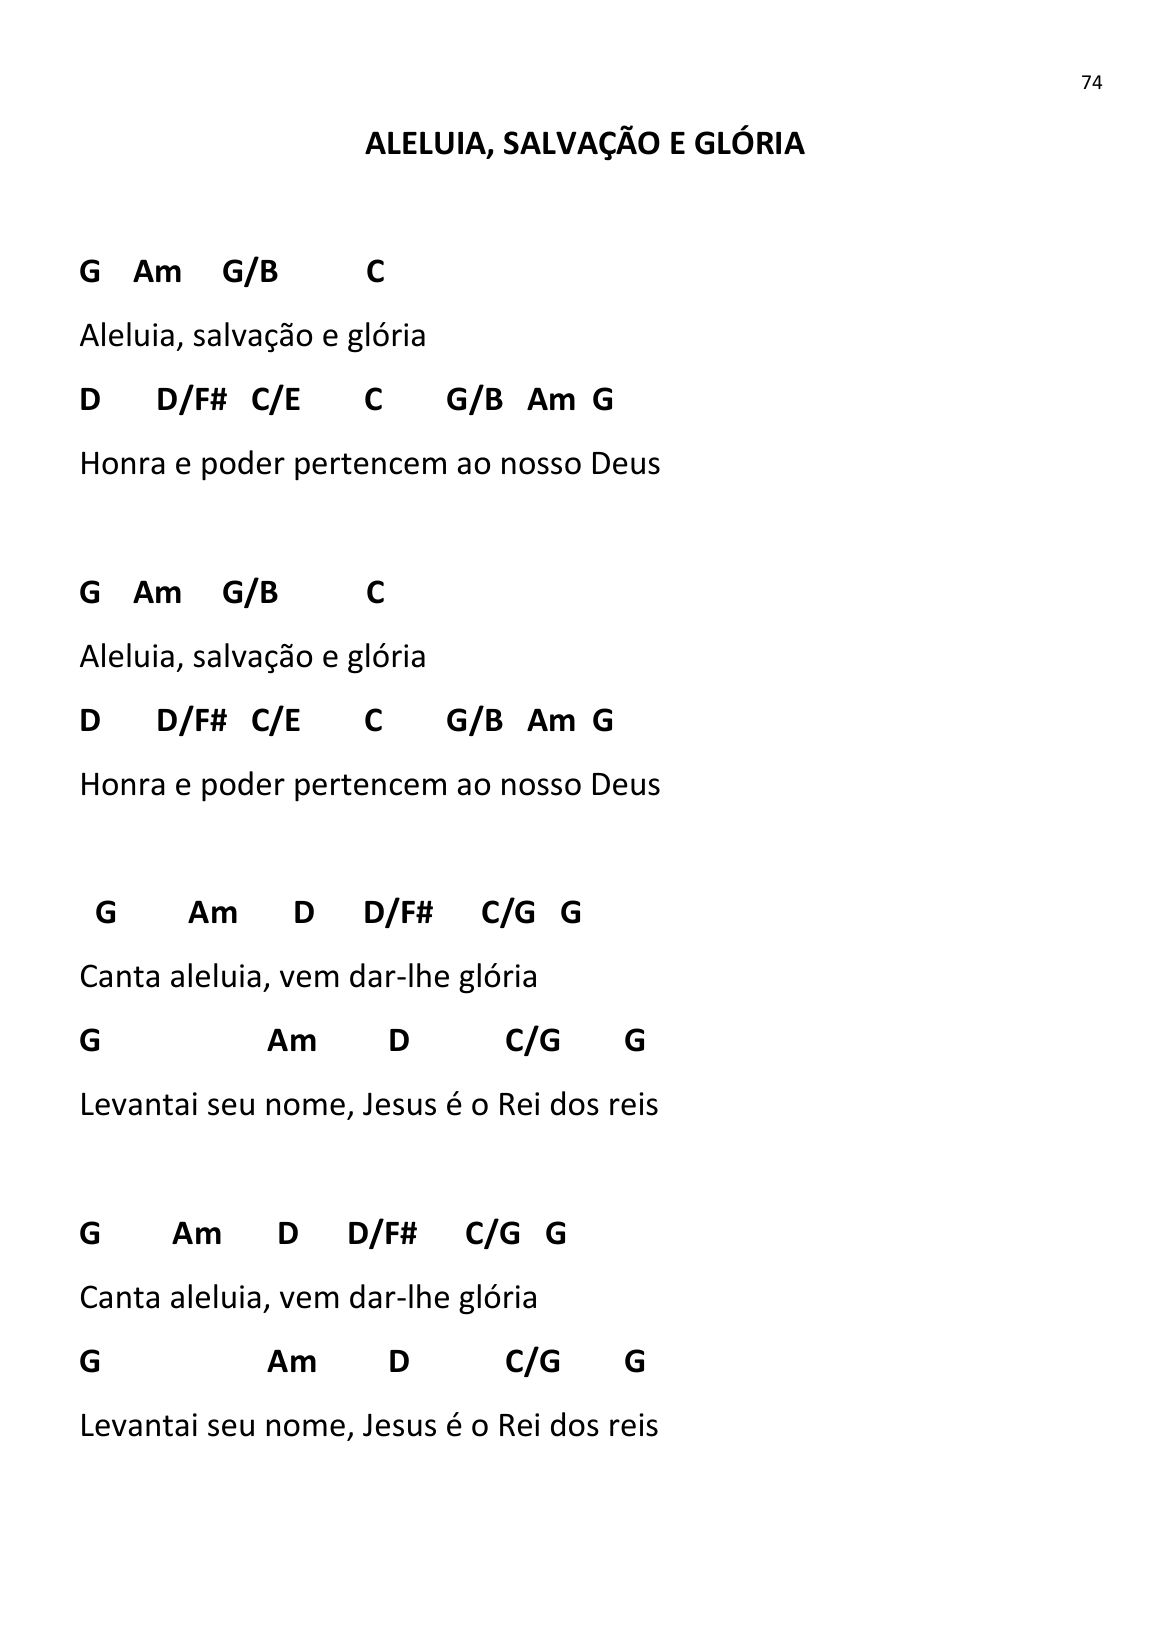 74
ALELUIA, SALVAÇÃO E GLÓRIA
G Am G/B C
Aleluia, salvação e glória
D D/F# C/E C G/B Am G
Honra e poder pertencem ao nosso Deus
G Am G/B C
Aleluia, salvação e glória
D D/F# C/E C G/B Am G
Honra e poder pertencem ao nosso Deus
G Am D D/F# C/G G
Canta aleluia, vem dar-lhe glória
G Am D C/G G
Levantai seu nome, Jesus é o Rei dos reis
G Am D D/F# C/G G
Canta aleluia, vem dar-lhe glória
G Am D C/G G
Levantai seu nome, Jesus é o Rei dos reis